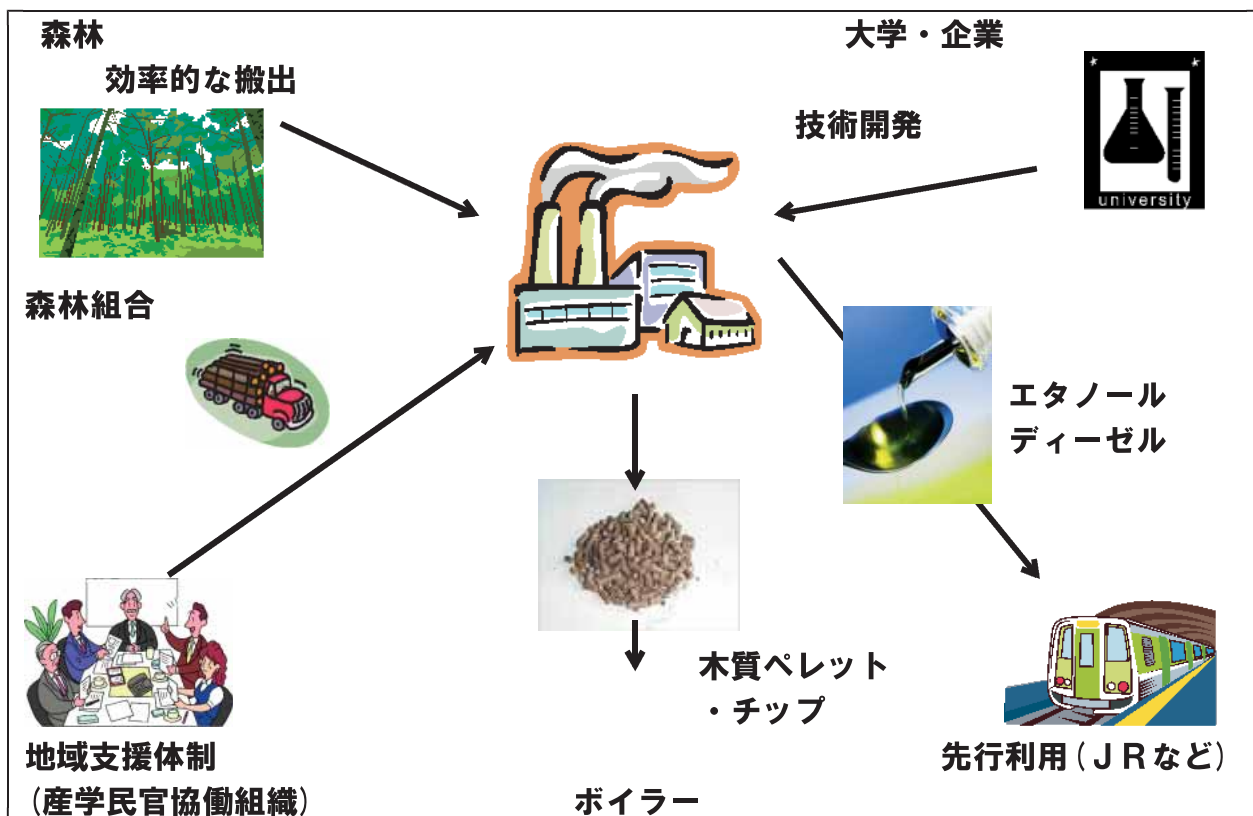 森林
効率的な搬出
大学・企業
技術開発
university
森林組合
エタノール
ディーゼル
木質ペレット
・チップ
地域支援体制
(産学民官協働組織)
ボイラー
先行利用(JRなど)